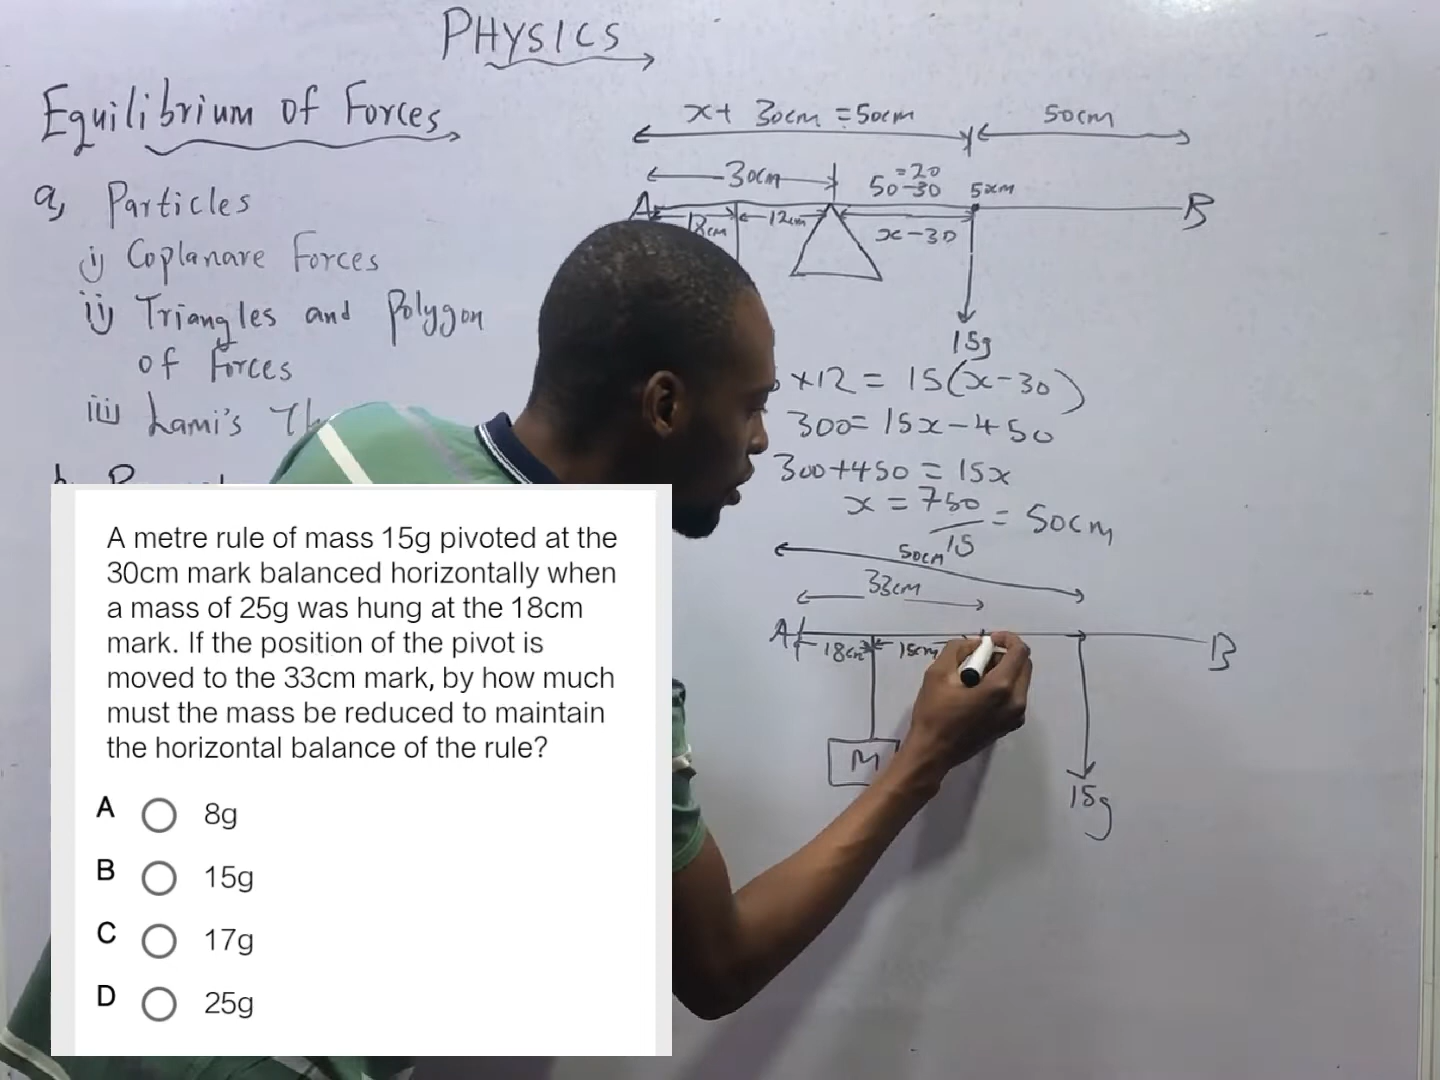 PHYSICS
Equilibrium of Forces
a, Particles
i) Coplanare Forces
ii) Triangles and Polygon
of Forces
iii) Lami's
x + 30cm = 50cm
50cm
30cm
=20
50-30
50cm
A
B
18cm
12cm
x-30
15g
×12 = 15(x-30)
300= 15x-450
300+450 = 15x
x = 750/15 = 50cm
50cm
33cm
A
B
18cm
15cm
M
15g
A metre rule of mass 15g pivoted at the
30cm mark balanced horizontally when
a mass of 25g was hung at the 18cm
mark. If the position of the pivot is
moved to the 33cm mark, by how much
must the mass be reduced to maintain
the horizontal balance of the rule?
A 8g
B 15g
C 17g
D 25g